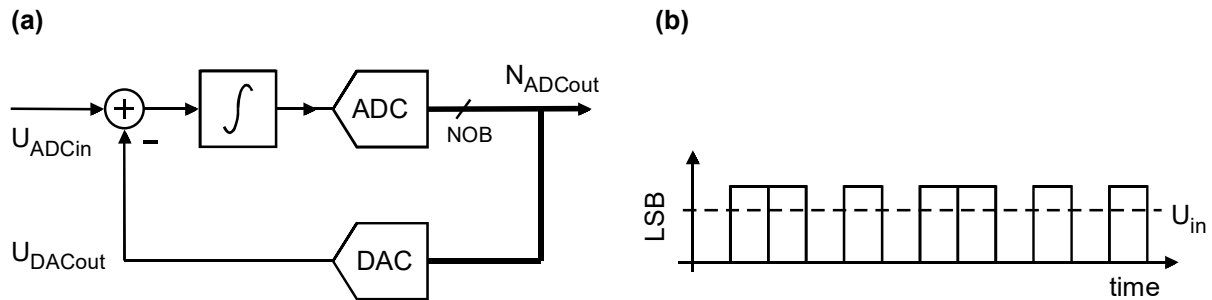 (a)
(b)
U_ADCin
+
−
∫
ADC
NOB
N_ADCout
U_DACout
DAC
LSB
U_in
time